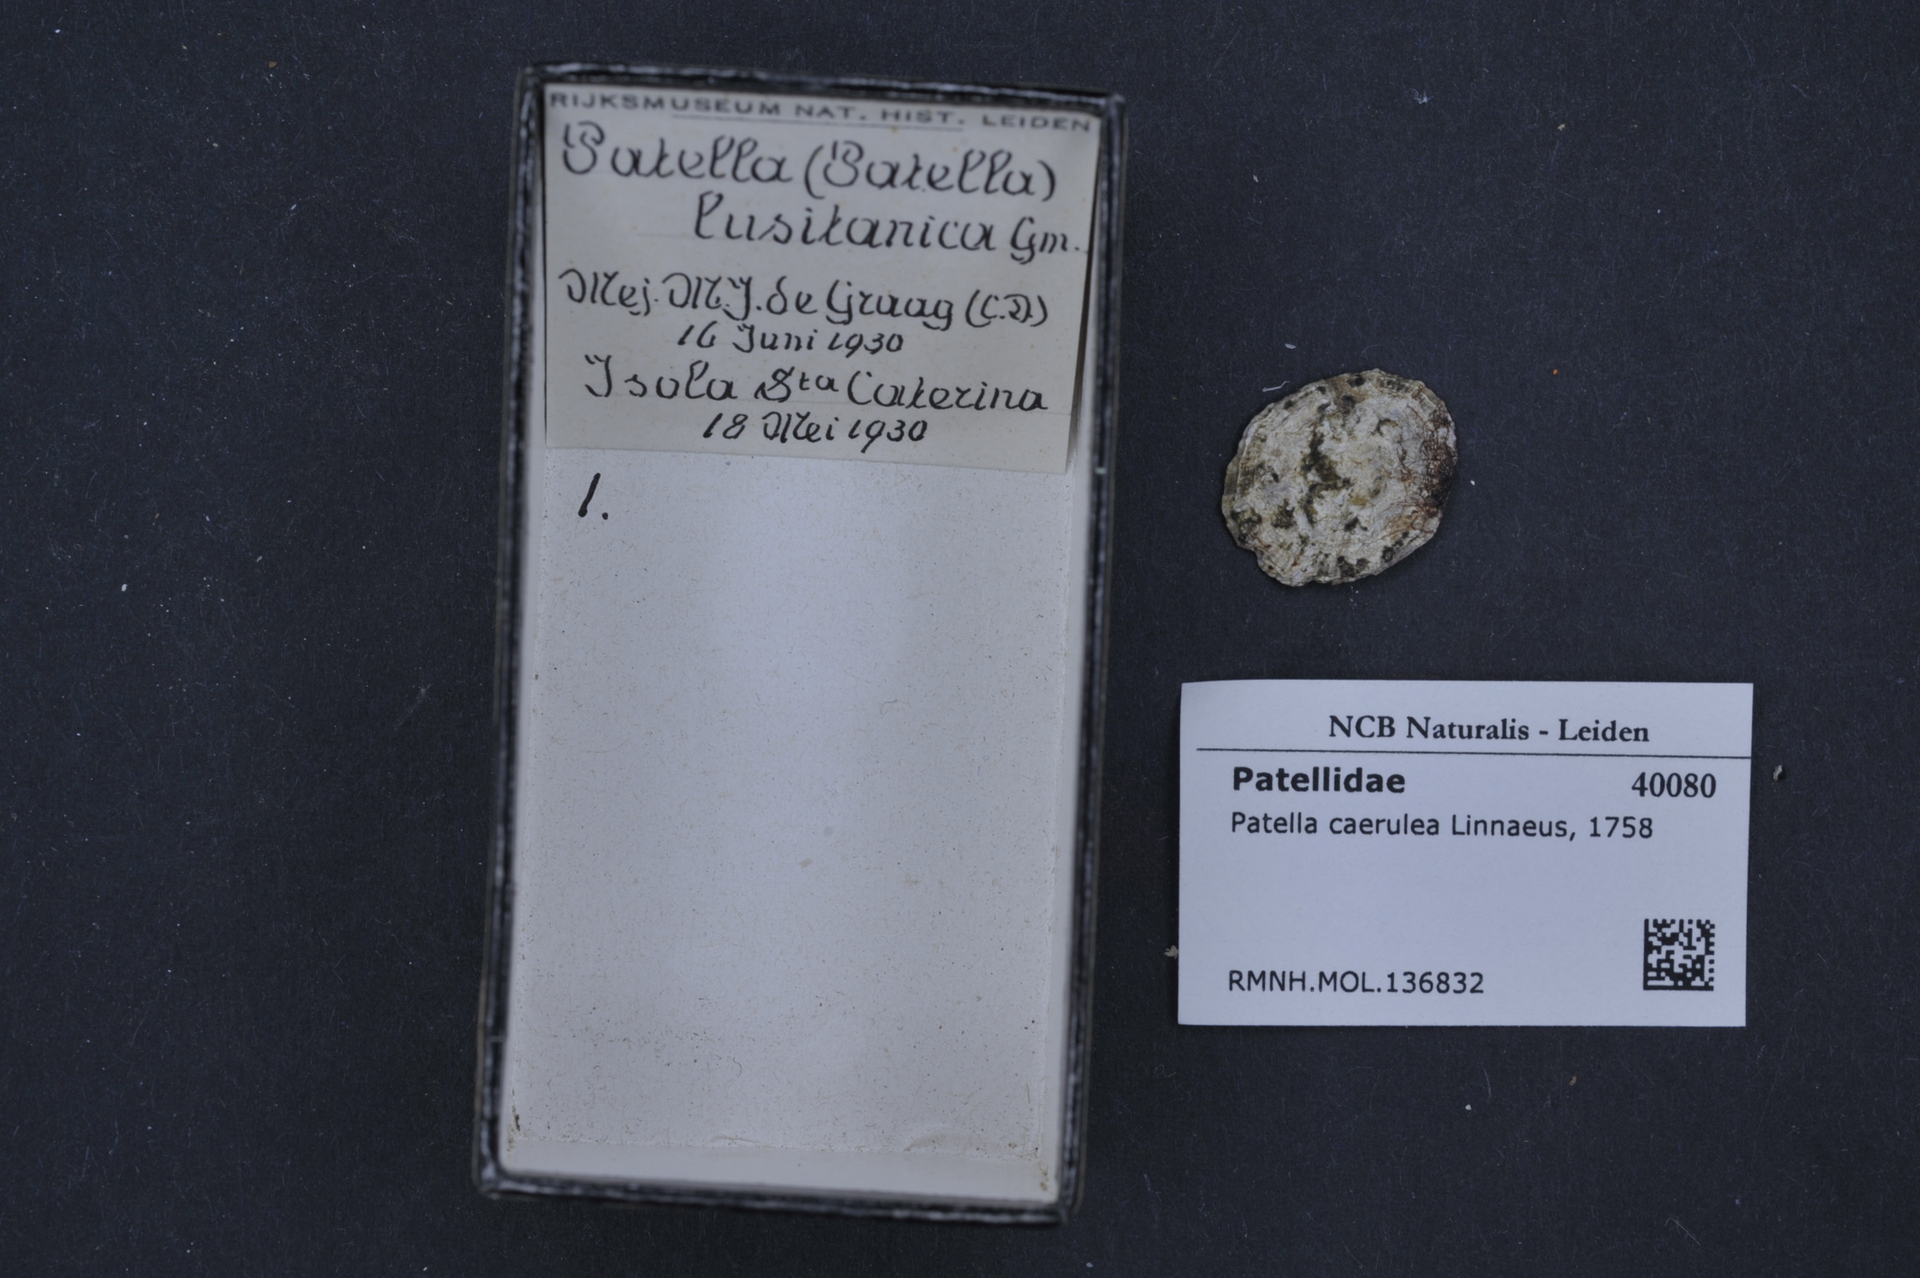 RIJKSMUSEUM NAT. HIST. LEIDEN
Patella (Patella)
lusitanica Gm.
Mej. M.J. de Graag (C.D.)
16 Juni 1930
Isola Sta Caterina
18 Mei 1930
1.
NCB Naturalis - Leiden
Patellidae 40080
Patella caerulea Linnaeus, 1758
RMNH.MOL.136832